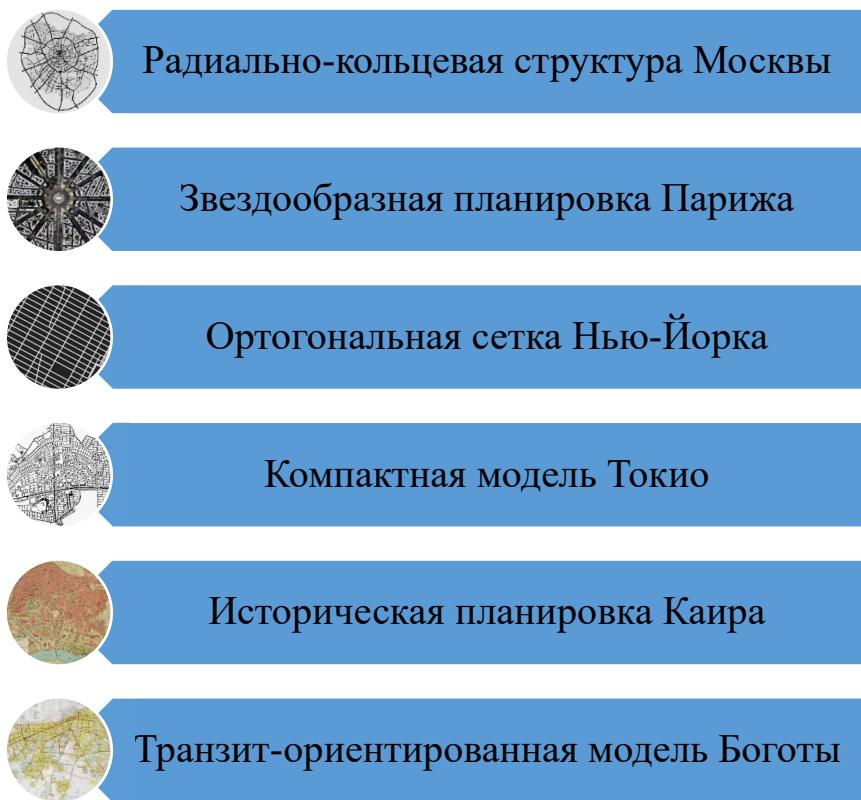 Радиально-кольцевая структура Москвы
Звездообразная планировка Парижа
Ортогональная сетка Нью-Йорка
Компактная модель Токио
Историческая планировка Каира
Транзит-ориентированная модель Боготы